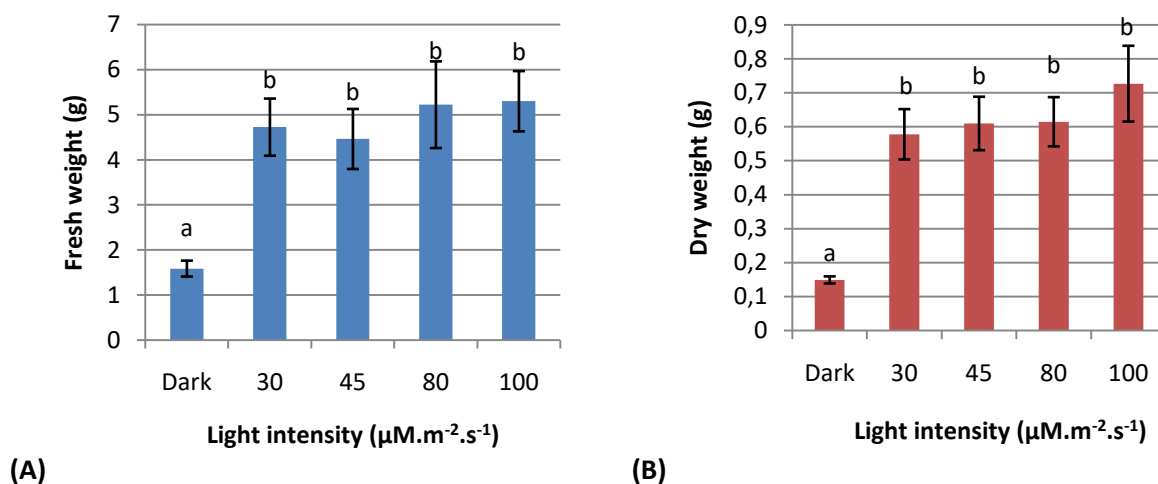 Fresh weight (g)
7
6
5
4
3
2
1
0
a
b
b
b
b
Dark 30 45 80 100
Light intensity (µM.m⁻².s⁻¹)
(A)
Dry weight (g)
0,9
0,8
0,7
0,6
0,5
0,4
0,3
0,2
0,1
0
a
b
b
b
b
Dark 30 45 80 100
Light intensity (µM.m⁻².s⁻¹)
(B)